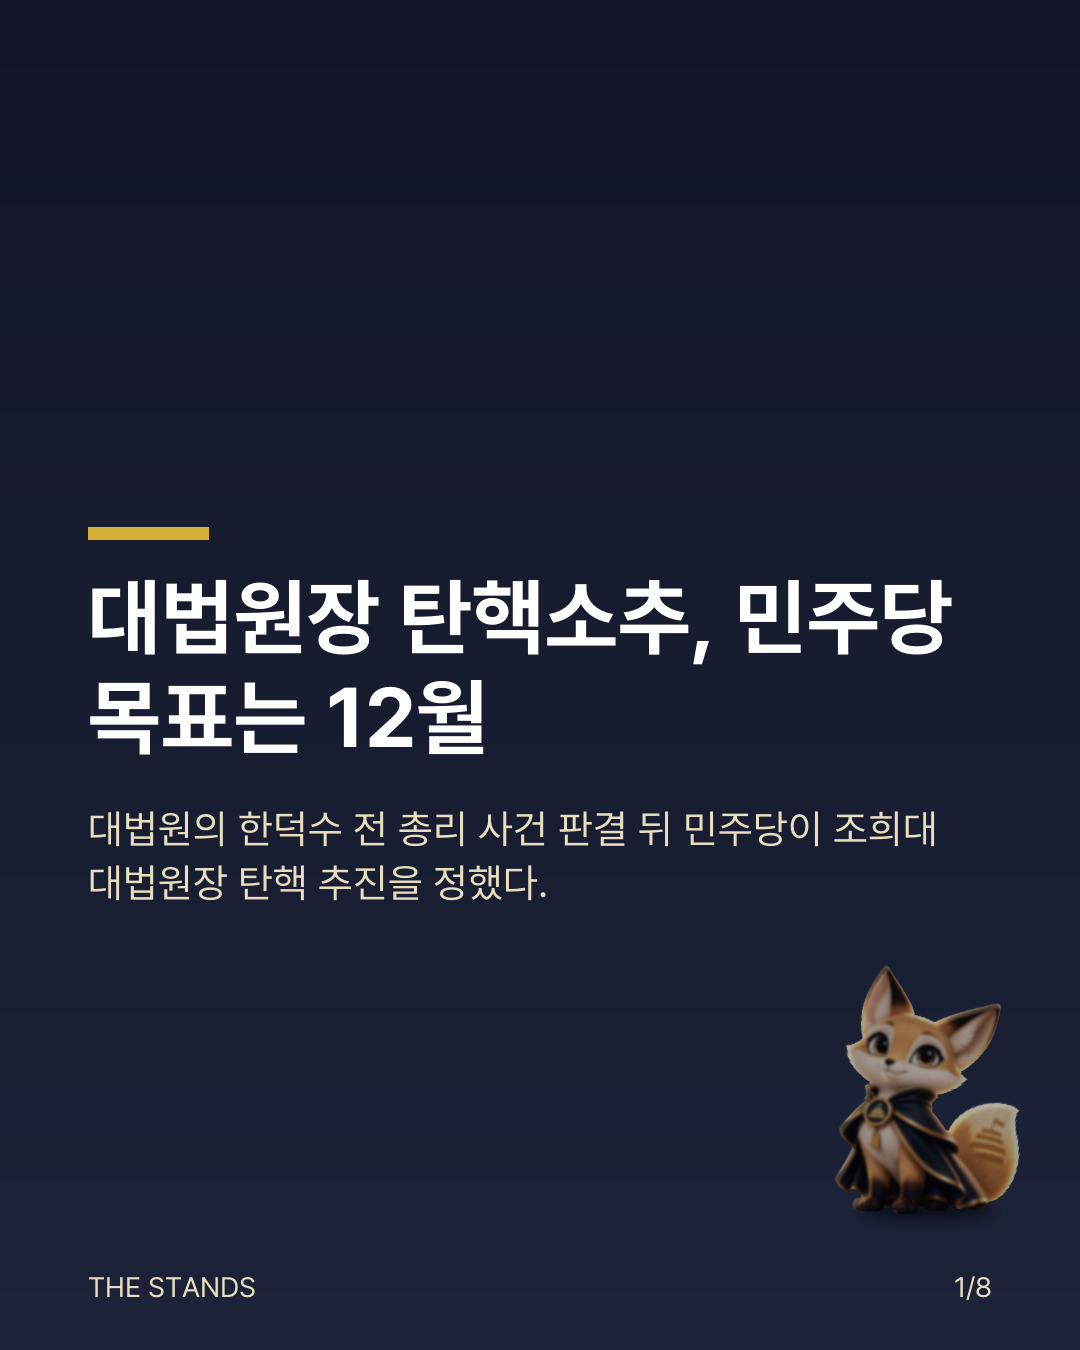 대법원장 탄핵소추, 민주당
목표는 12월
대법원의 한덕수 전 총리 사건 판결 뒤 민주당이 조희대
대법원장 탄핵 추진을 정했다.
THE STANDS
1/8